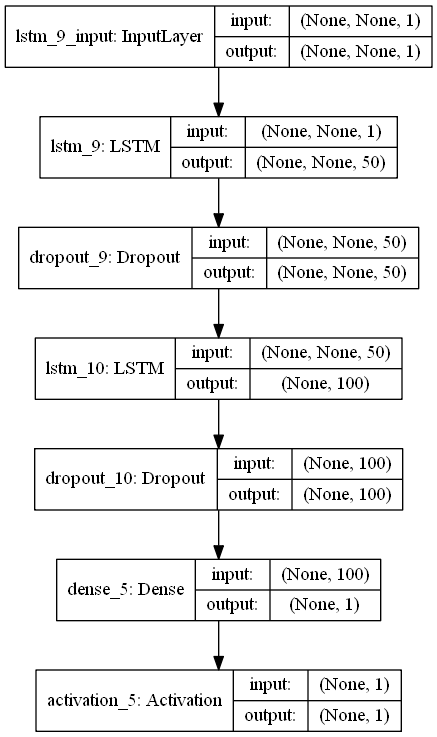 lstm_9_input: InputLayer
input: (None, None, 1)
output: (None, None, 1)
lstm_9: LSTM
input: (None, None, 1)
output: (None, None, 50)
dropout_9: Dropout
input: (None, None, 50)
output: (None, None, 50)
lstm_10: LSTM
input: (None, None, 50)
output: (None, 100)
dropout_10: Dropout
input: (None, 100)
output: (None, 100)
dense_5: Dense
input: (None, 100)
output: (None, 1)
activation_5: Activation
input: (None, 1)
output: (None, 1)